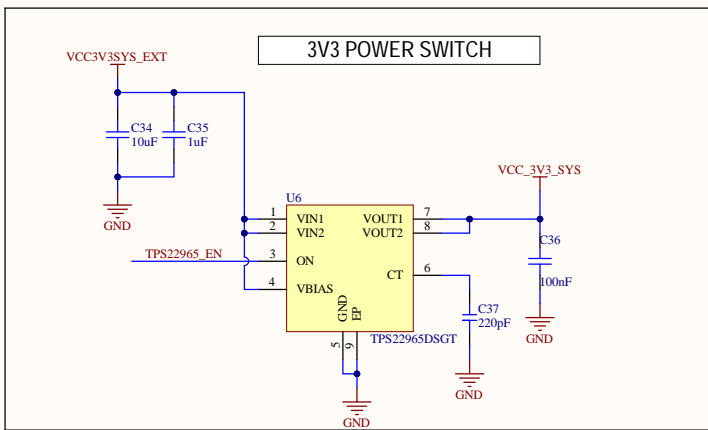 3V3 POWER SWITCH
VCC3V3SYS_EXT
C34
10uF
C35
1uF
GND
VCC_3V3_SYS
U6
1
VIN1
VOUT1
7
2
VIN2
VOUT2
8
TPS22965_EN
3
ON
CT
6
4
VBIAS
GND
EP
5
9
TPS22965DSGT
C36
100nF
GND
C37
220pF
GND
GND